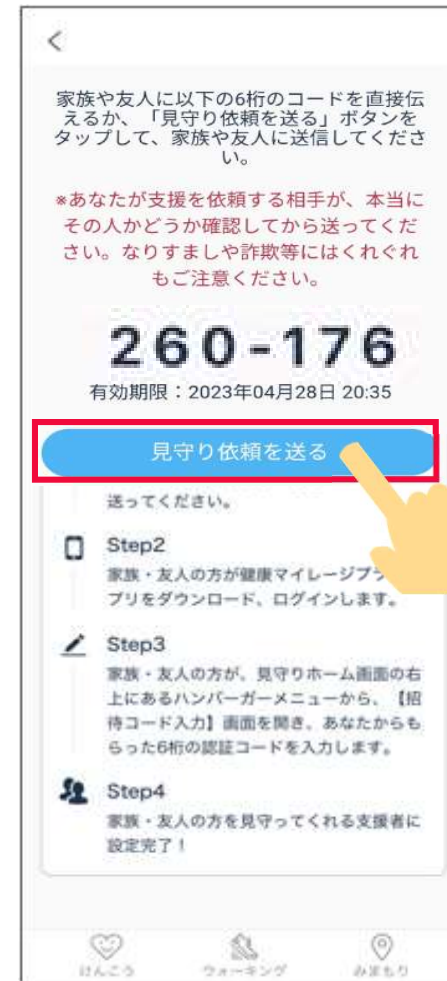 家族や友人に以下の6桁のコードを直接伝
えるか、「見守り依頼を送る」ボタンを
タップして、家族や友人に送信してくださ
い。
*あなたが支援を依頼する相手が、本当に
その人かどうか確認してから送ってくだ
さい。なりすましや詐欺等にはくれぐれ
もご注意ください。
260-176
有効期限：2023年04月28日 20:35
見守り依頼を送る
送ってください。
Step2
家族・友人の方が健康マイレージプラ
プリをダウンロード、ログインします。
Step3
家族・友人の方が、見守りホーム画面の右
上にあるハンバーガーメニューから、【招
待コード入力】画面を開き、あなたからも
らった6桁の認証コードを入力します。
Step4
家族・友人の方を見守ってくれる支援者に
設定完了！
けんこう
ウォーキング
みまもり